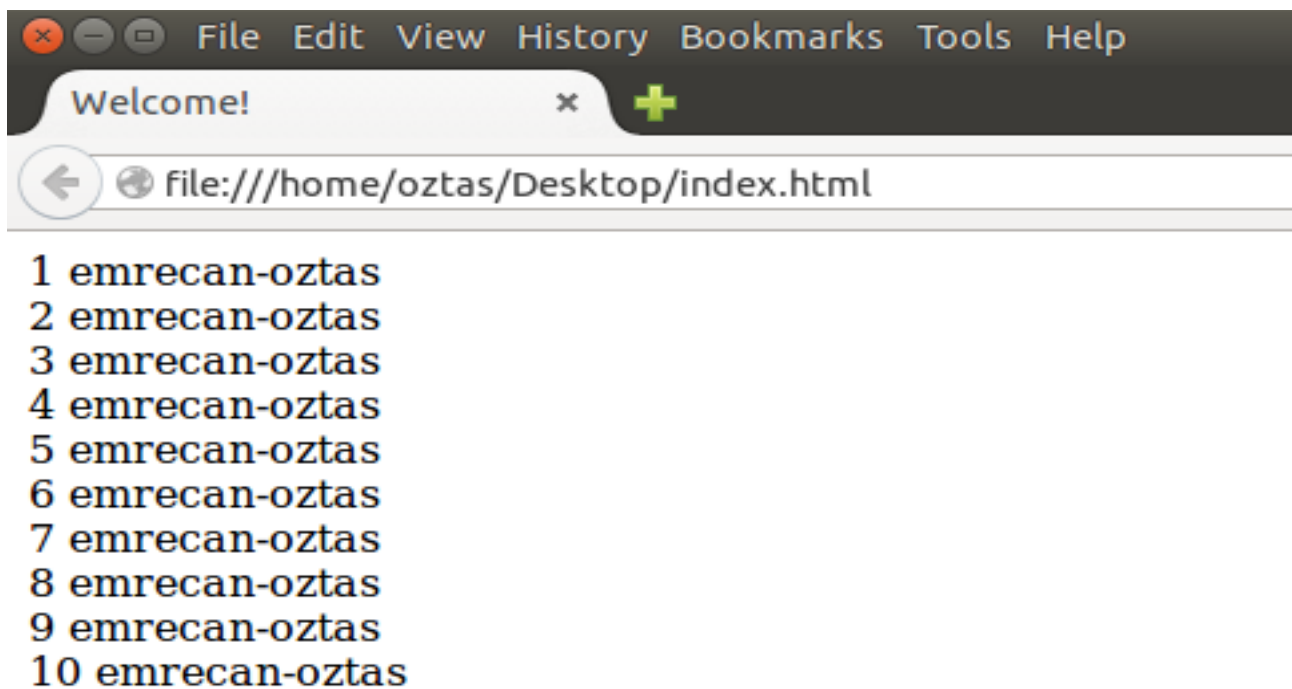 File Edit View History Bookmarks Tools Help
Welcome!
file:///home/oztas/Desktop/index.html
1 emrecan-oztas
2 emrecan-oztas
3 emrecan-oztas
4 emrecan-oztas
5 emrecan-oztas
6 emrecan-oztas
7 emrecan-oztas
8 emrecan-oztas
9 emrecan-oztas
10 emrecan-oztas